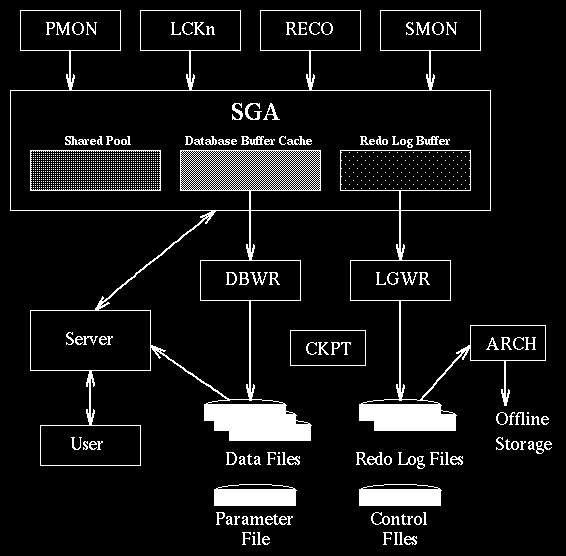 PMON
LCKn
RECO
SMON
SGA
Shared Pool
Database Buffer Cache
Redo Log Buffer
DBWR
LGWR
Server
CKPT
ARCH
User
Offline
Storage
Data Files
Redo Log Files
Parameter
File
Control
FIles